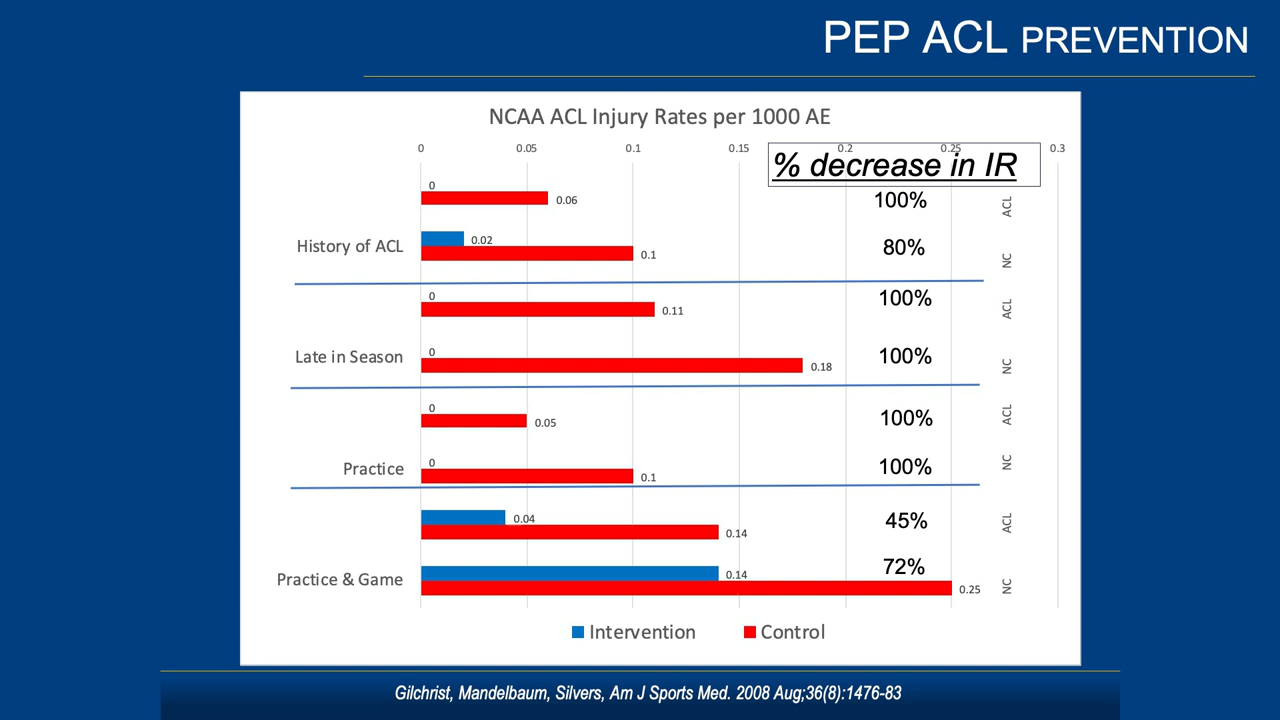 PEP ACL PREVENTION
NCAA ACL Injury Rates per 1000 AE
0 0.05 0.1 0.15 0.2 0.25 0.3
% decrease in IR
0
0.06
100%
ACL
History of ACL
0.02
0.1
80%
NC
0
0.11
100%
ACL
Late in Season
0
0.18
100%
NC
0
0.05
100%
ACL
Practice
0
0.1
100%
NC
0.04
0.14
45%
ACL
Practice & Game
0.14
0.25
72%
NC
Intervention Control
Gilchrist, Mandelbaum, Silvers, Am J Sports Med. 2008 Aug;36(8):1476-83